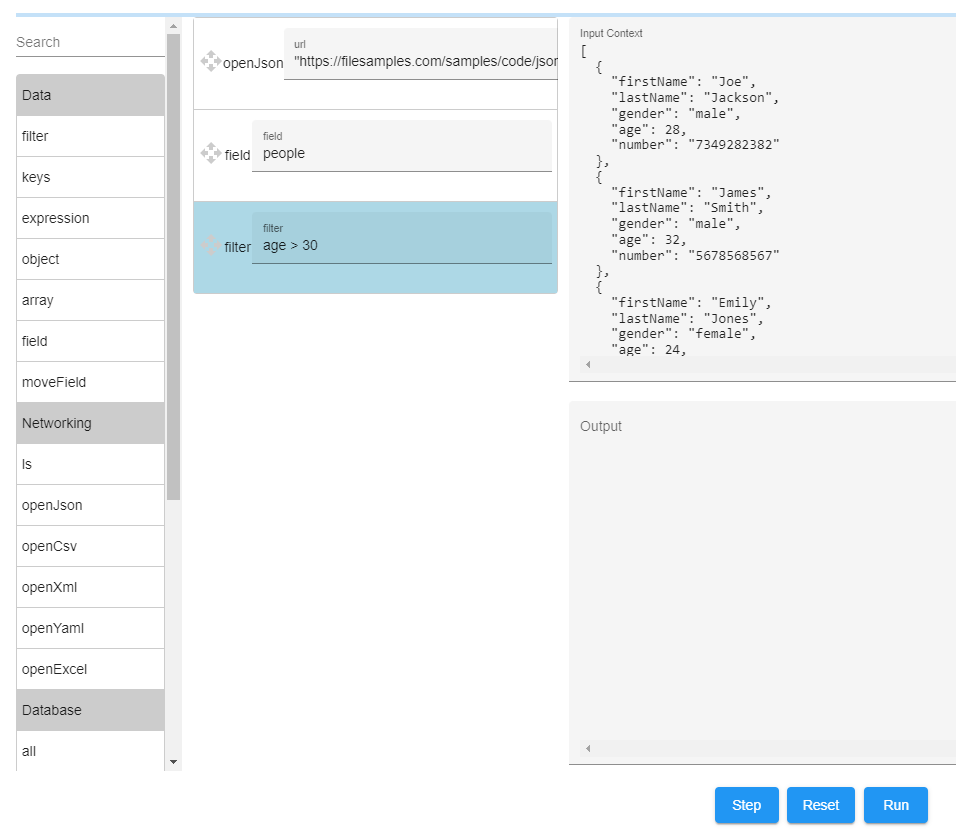 Search
Data
filter
keys
expression
object
array
field
moveField
Networking
ls
openJson
openCsv
openXml
openYaml
openExcel
Database
all
openJson
url
"https://filesamples.com/samples/code/jsor
field
field
people
filter
filter
age > 30
Input Context
[
  {
    "firstName": "Joe",
    "lastName": "Jackson",
    "gender": "male",
    "age": 28,
    "number": "7349282382"
  },
  {
    "firstName": "James",
    "lastName": "Smith",
    "gender": "male",
    "age": 32,
    "number": "5678568567"
  },
  {
    "firstName": "Emily",
    "lastName": "Jones",
    "gender": "female",
    "age": 24,
Output
Step
Reset
Run